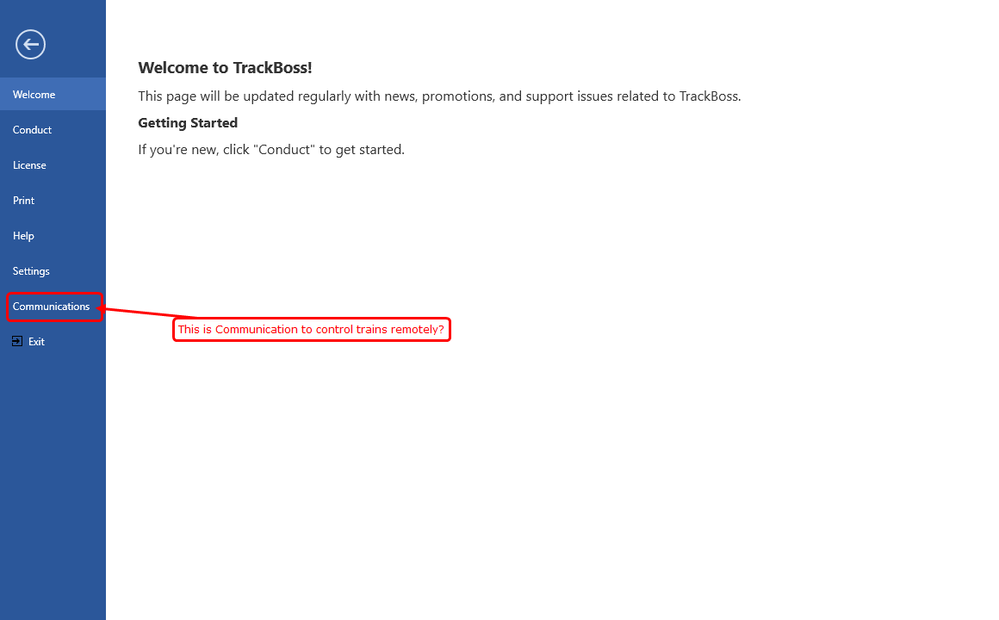 Welcome to TrackBoss!
This page will be updated regularly with news, promotions, and support issues related to TrackBoss.
Getting Started
If you're new, click "Conduct" to get started.
Welcome
Conduct
License
Print
Help
Settings
Communications
This is Communication to control trains remotely?
Exit